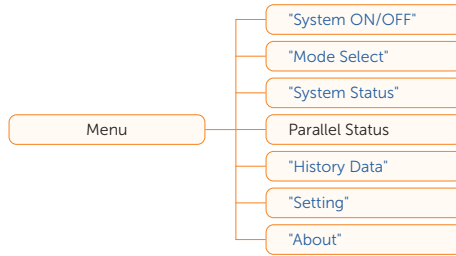 "System ON/OFF"
"Mode Select"
"System Status"
Menu
Parallel Status
"History Data"
"Setting"
"About"